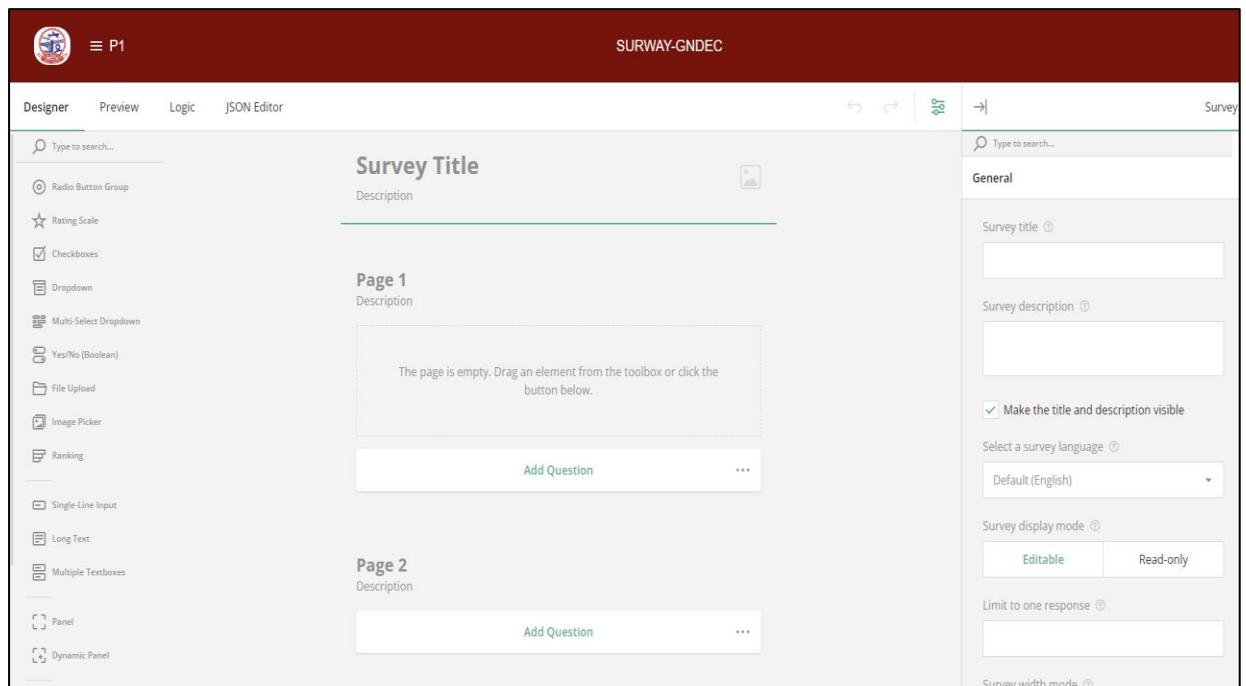 ≡ P1
SURWAY-GNDEC
Designer Preview Logic JSON Editor
Survey
Type to search...
Radio Button Group
Rating Scale
Checkboxes
Dropdown
Multi-Select Dropdown
Yes/No (Boolean)
File Upload
Image Picker
Ranking
Single-Line Input
Long Text
Multiple Textboxes
Panel
Dynamic Panel
Survey Title
Description
Page 1
Description
The page is empty. Drag an element from the toolbox or click the
button below.
Add Question
Page 2
Description
Add Question
Type to search...
General
Survey title
Survey description
Make the title and description visible
Select a survey language
Default (English)
Survey display mode
Editable Read-only
Limit to one response
Survey width mode